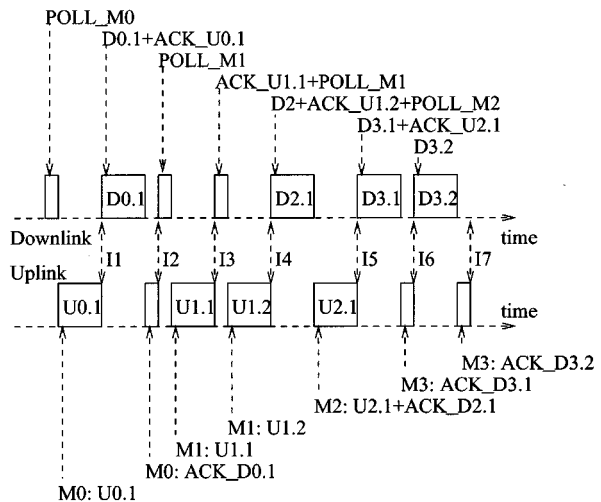 POLL_M0
D0.1+ACK_U0.1
POLL_M1
ACK_U1.1+POLL_M1
D2+ACK_U1.2+POLL_M2
D3.1+ACK_U2.1
D3.2
D0.1
D2.1
D3.1
D3.2
Downlink
time
I1
I2
I3
I4
I5
I6
I7
Uplink
U0.1
U1.1
U1.2
U2.1
time
M3: ACK_D3.2
M3: ACK_D3.1
M2: U2.1+ACK_D2.1
M1: U1.2
M1: U1.1
M0: ACK_D0.1
M0: U0.1